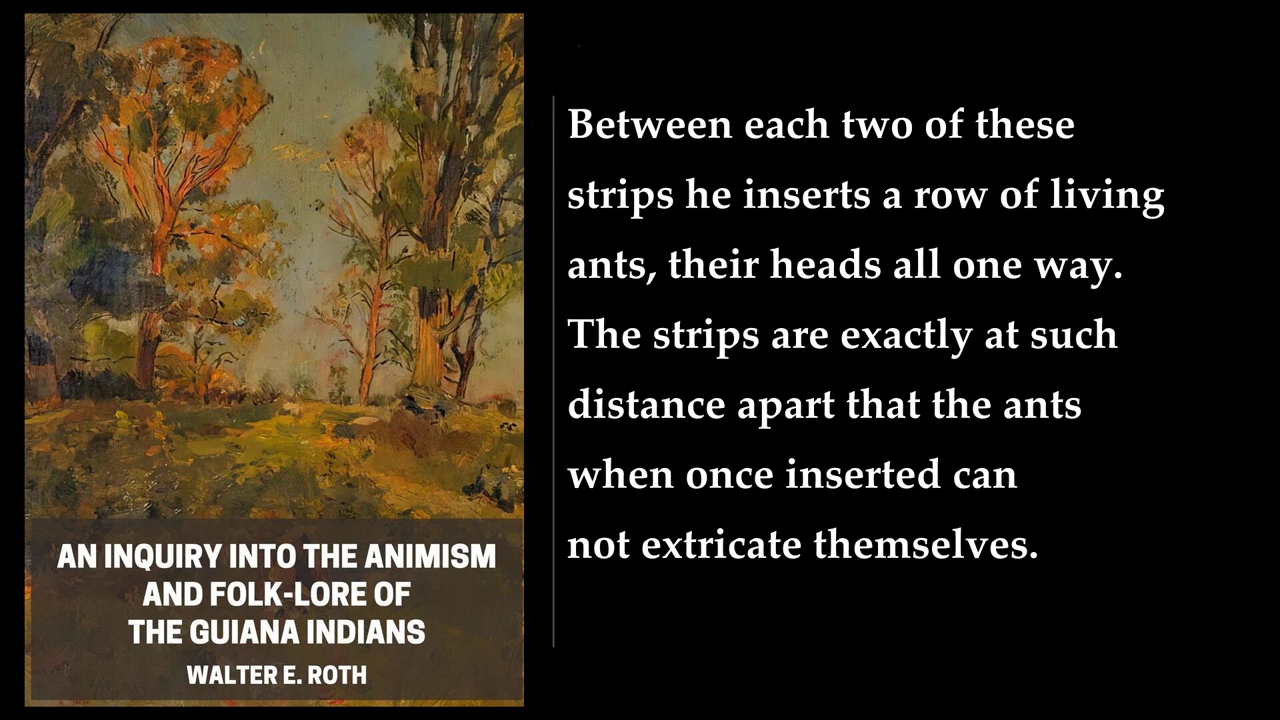 AN INQUIRY INTO THE ANIMISM
AND FOLK-LORE OF
THE GUIANA INDIANS
WALTER E. ROTH
Between each two of these
strips he inserts a row of living
ants, their heads all one way.
The strips are exactly at such
distance apart that the ants
when once inserted can
not extricate themselves.